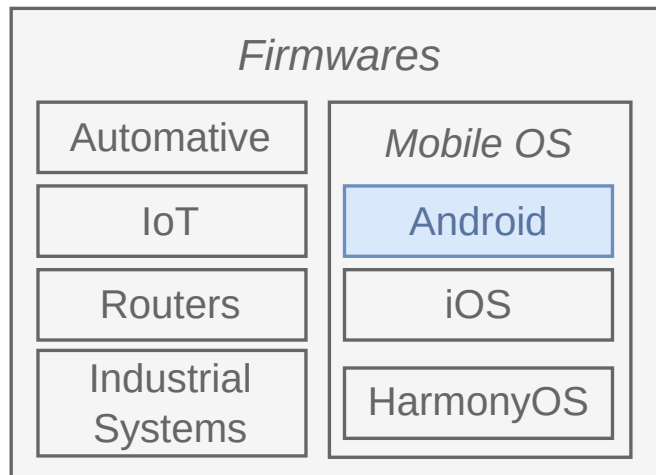 Firmwares
Automative
IoT
Routers
Industrial
Systems
Mobile OS
Android
iOS
HarmonyOS